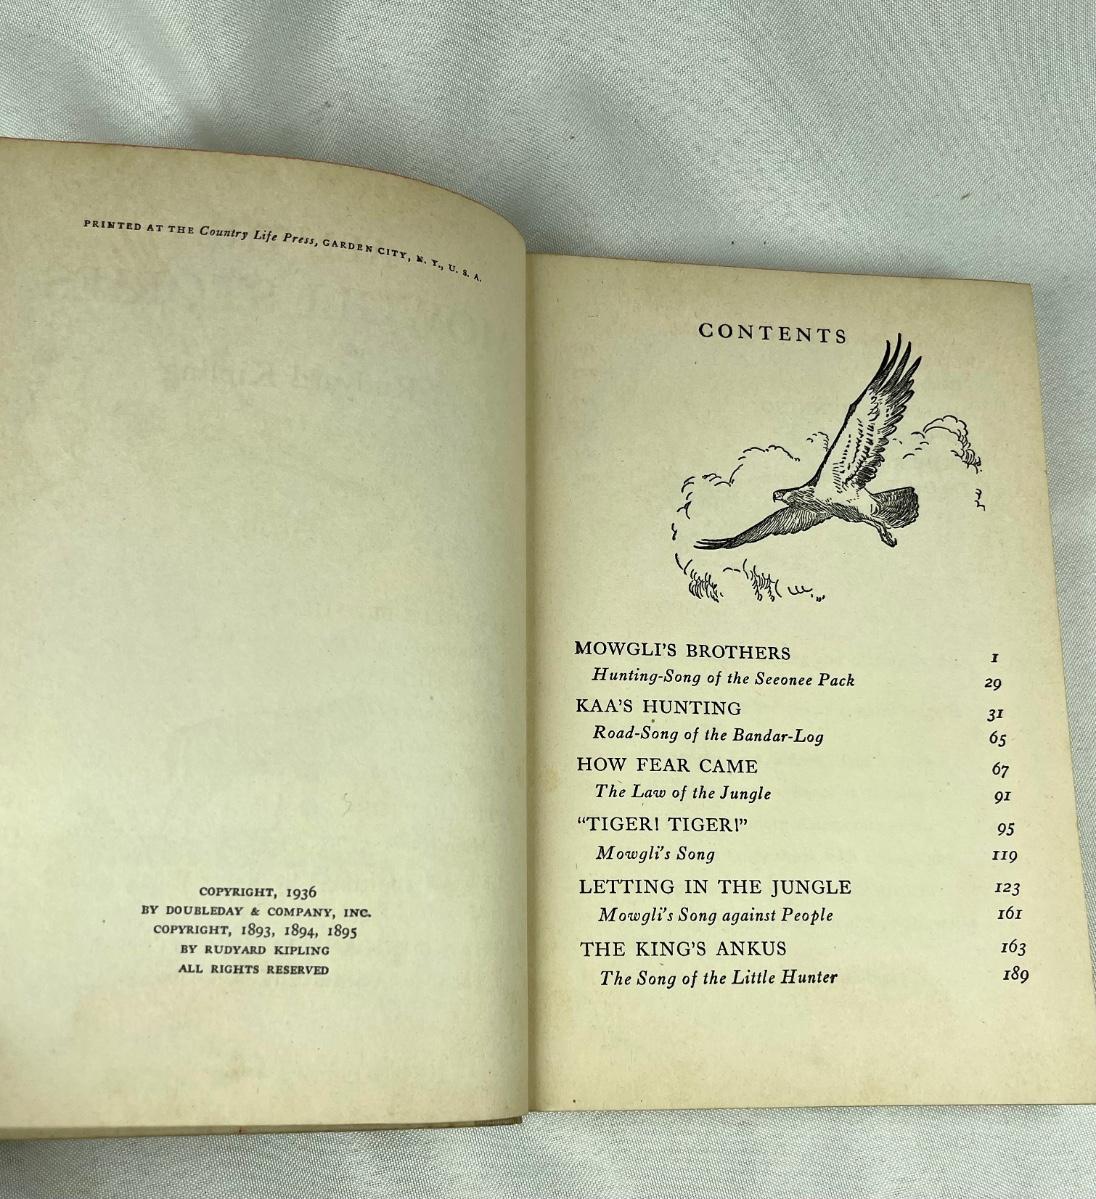 PRINTED AT THE Country Life Press, GARDEN CITY, N. Y., U. S. A.
COPYRIGHT, 1936
BY DOUBLEDAY & COMPANY, INC.
COPYRIGHT, 1893, 1894, 1895
BY RUDYARD KIPLING
ALL RIGHTS RESERVED
CONTENTS
MOWGLI'S BROTHERS 1
Hunting-Song of the Seeonee Pack 29
KAA'S HUNTING 31
Road-Song of the Bandar-Log 65
HOW FEAR CAME 67
The Law of the Jungle 91
"TIGER! TIGER!" 95
Mowgli's Song 119
LETTING IN THE JUNGLE 123
Mowgli's Song against People 161
THE KING'S ANKUS 163
The Song of the Little Hunter 189